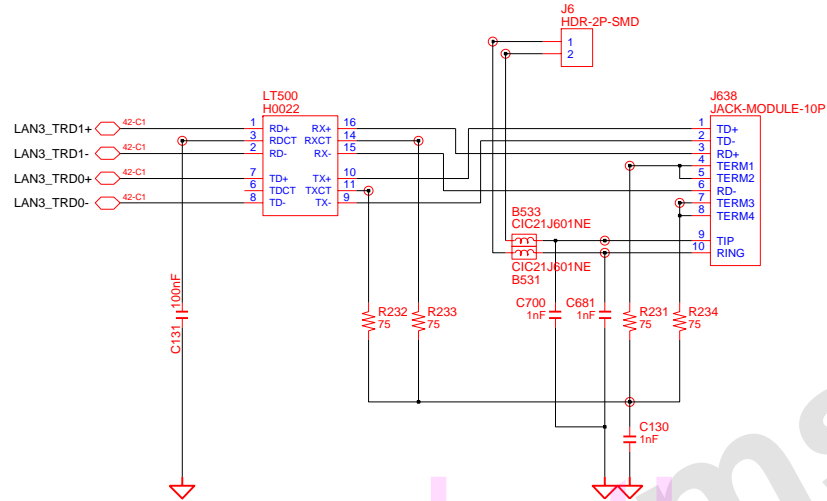 J6
HDR-2P-SMD
1
2
LT500
H0022
J638
JACK-MODULE-10P
LAN3_TRD1+ 42-C1 1 RD+ RX+ 16
3 RDCT RXCT 14
LAN3_TRD1- 42-C1 2 RD- RX- 15
LAN3_TRD0+ 42-C1 7 TD+ TX+ 10
6 TDCT TXCT 11
LAN3_TRD0- 42-C1 8 TD- TX- 9
1 TD+
2 TD-
3 RD+
4 TERM1
5 TERM2
6 RD-
7 TERM3
8 TERM4
9 TIP
10 RING
B533
CIC21J601NE
CIC21J601NE
B531
C131 100nF
R232
75
R233
75
C700
1nF
C681
1nF
R231
75
R234
75
C130
1nF